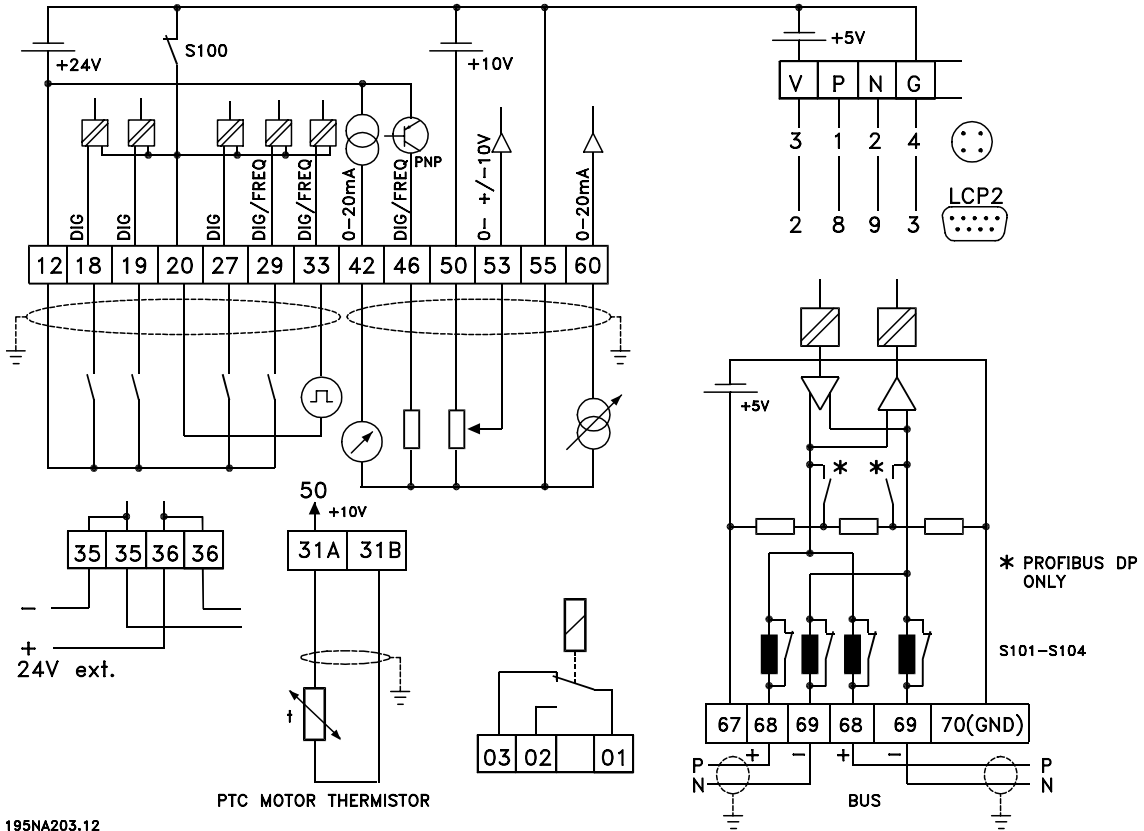 +24V
S100
+10V
+5V
V P N G
3 1 2 4
2 8 9 3
LCP2
DIG
DIG
DIG
DIG/FREQ
DIG/FREQ
0-20mA
DIG/FREQ
PNP
0- +/-10V
0-20mA
12 18 19 20 27 29 33 42 46 50 53 55 60
+5V
* *
* PROFIBUS DP
ONLY
S101-S104
50
+10V
35 35 36 36
31A 31B
-
+
24V ext.
t
PTC MOTOR THERMISTOR
03 02 01
67 68 69 68 69 70(GND)
+ - + -
P P
N N
BUS
195NA203.12